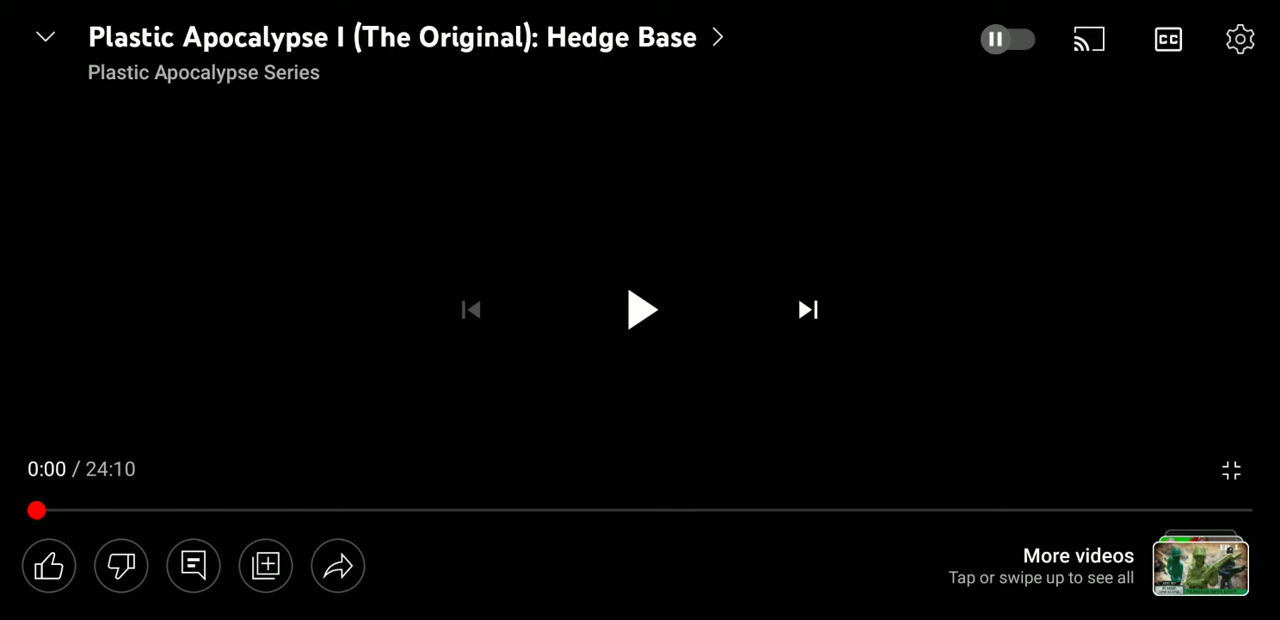 Plastic Apocalypse I (The Original): Hedge Base
Plastic Apocalypse Series
CC
0:00 / 24:10
More videos
Tap or swipe up to see all